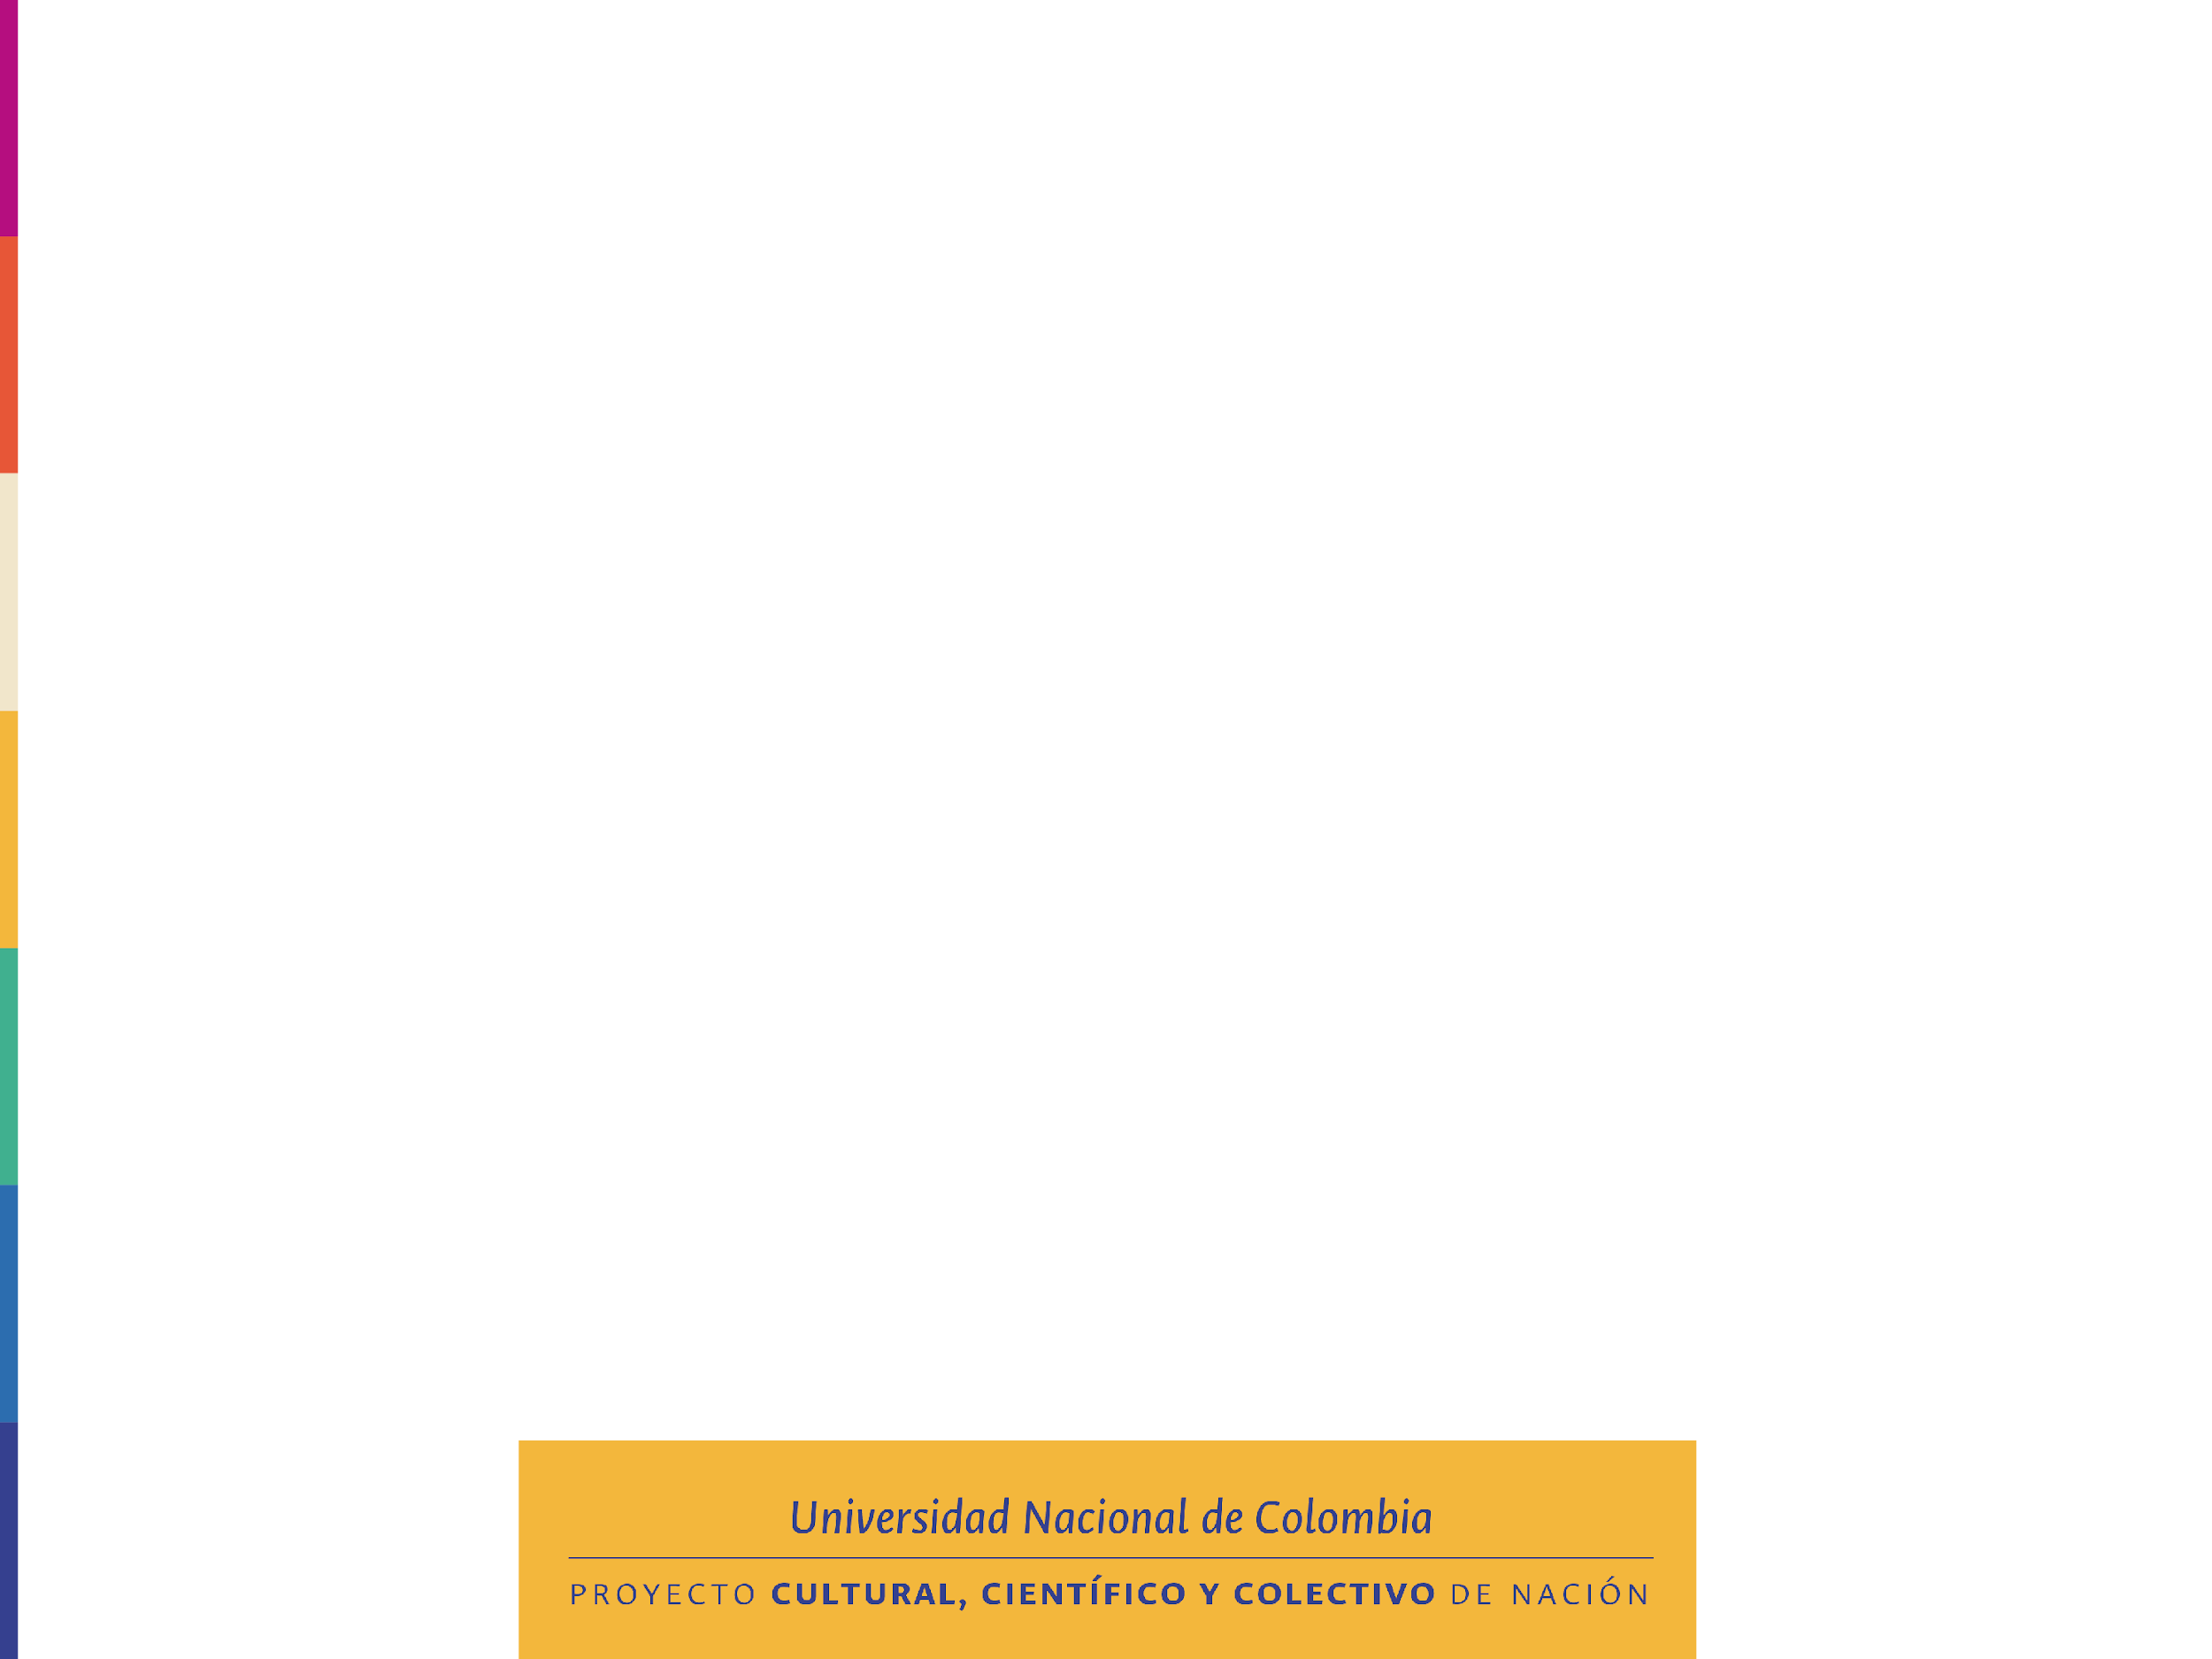 Universidad Nacional de Colombia
PROYECTO CULTURAL, CIENTÍFICO Y COLECTIVO DE NACIÓN